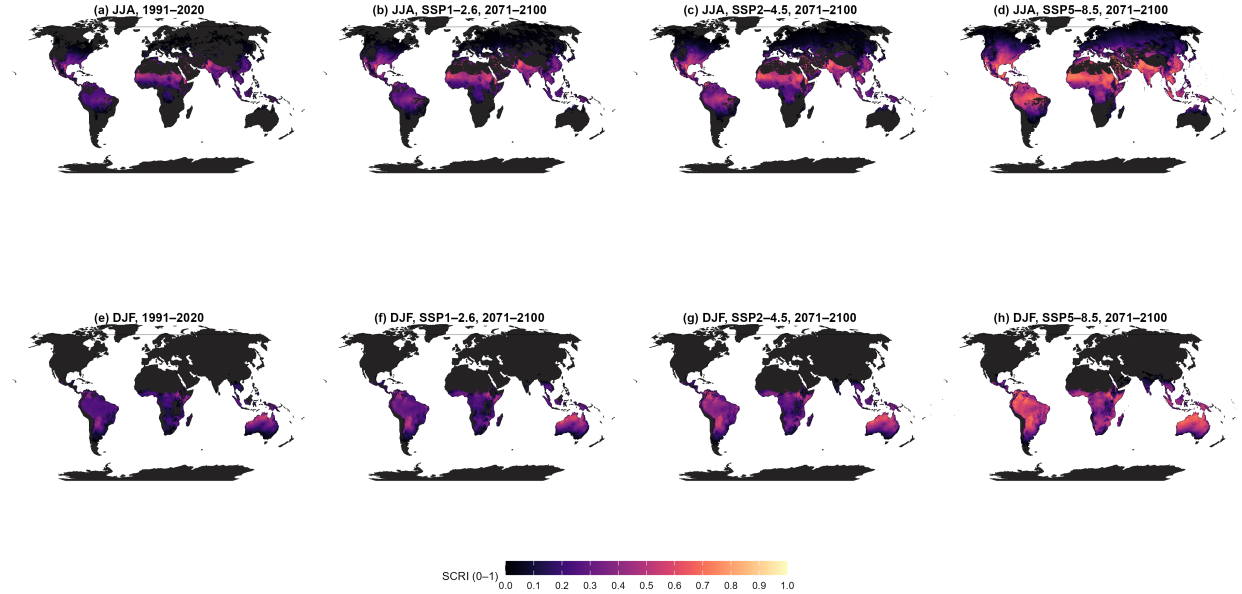 (a) JJA, 1991–2020
(b) JJA, SSP1–2.6, 2071–2100
(c) JJA, SSP2–4.5, 2071–2100
(d) JJA, SSP5–8.5, 2071–2100
(e) DJF, 1991–2020
(f) DJF, SSP1–2.6, 2071–2100
(g) DJF, SSP2–4.5, 2071–2100
(h) DJF, SSP5–8.5, 2071–2100
SCRI (0–1)
0.0 0.1 0.2 0.3 0.4 0.5 0.6 0.7 0.8 0.9 1.0